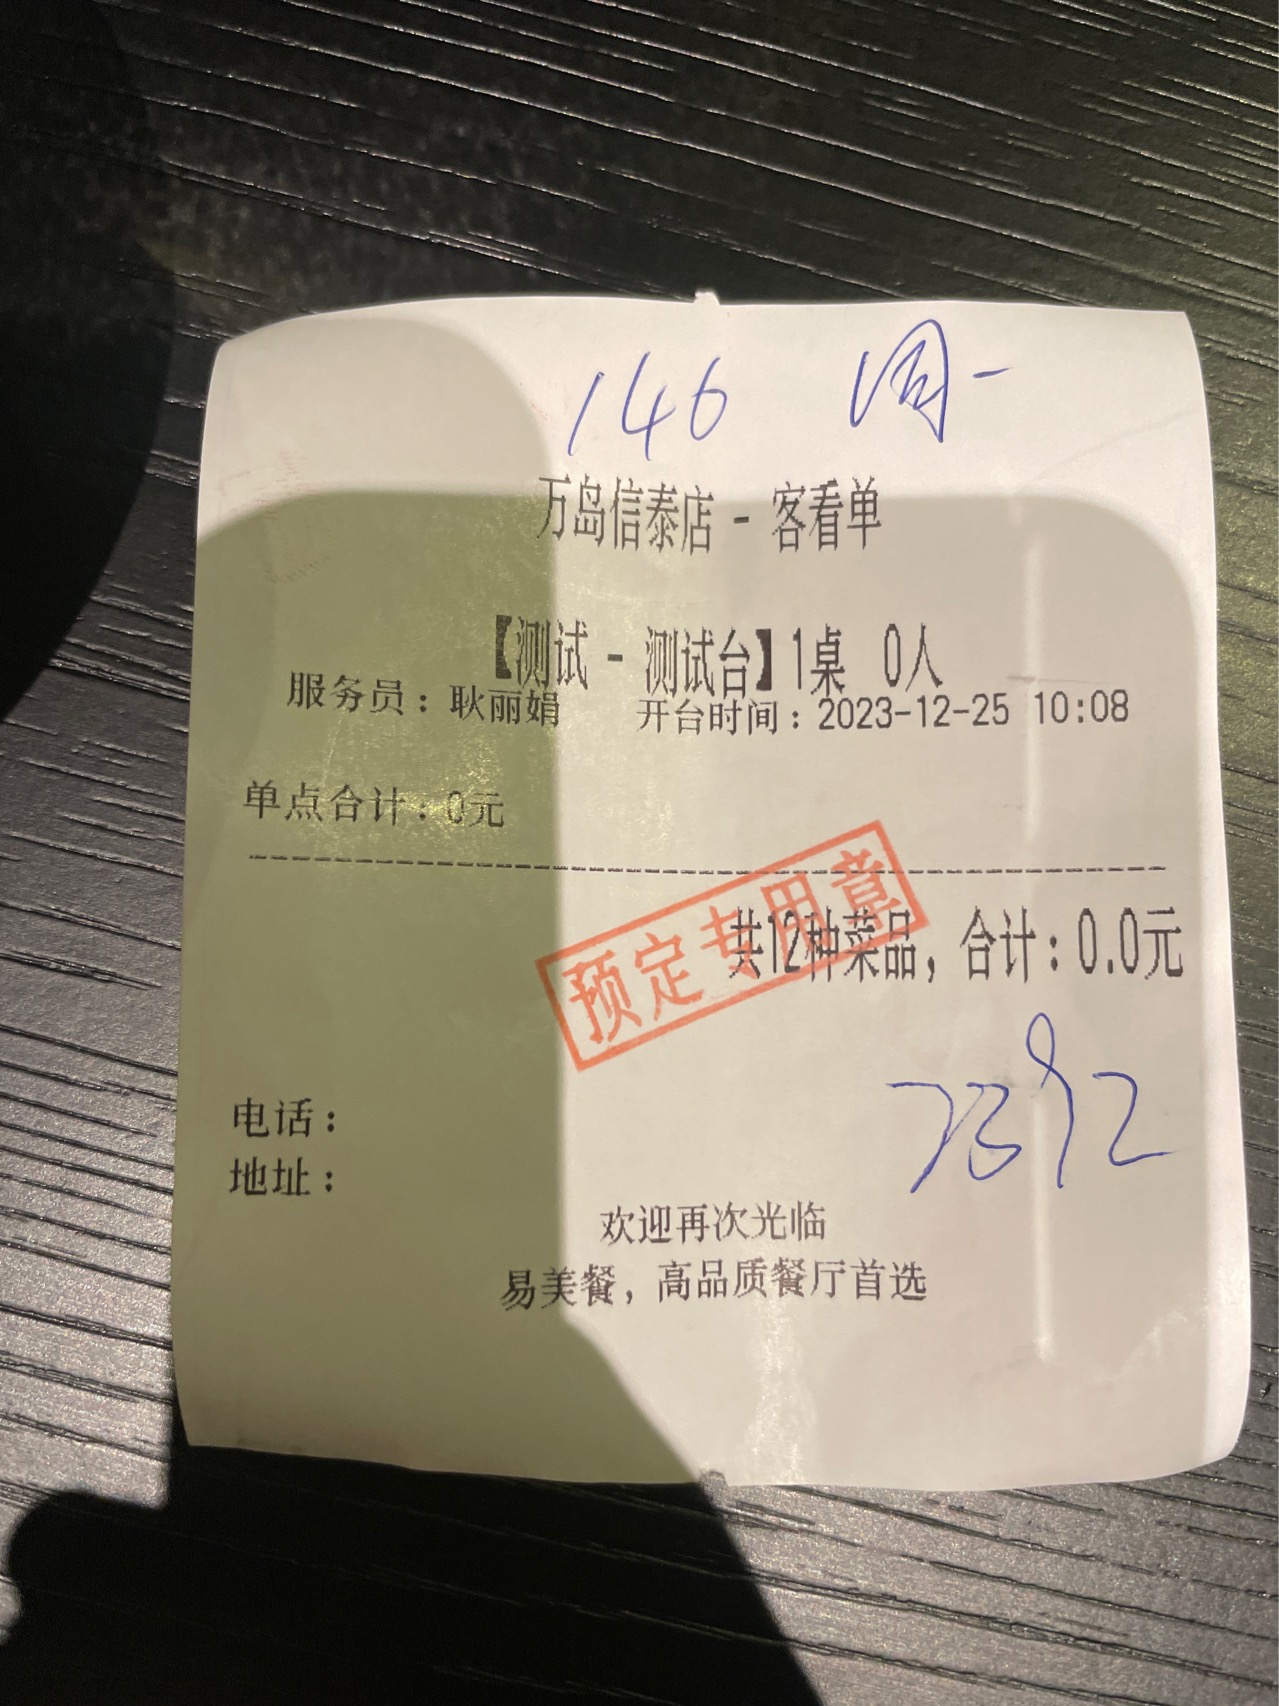 146 周一
万岛信泰店 - 客看单
【测试 - 测试台】1桌 0人
服务员：耿丽娟 开台时间：2023-12-25 10:08
单点合计：0元
共12种菜品，合计：0.0元
预定专用章
电话：
地址：
欢迎再次光临
易美餐，高品质餐厅首选